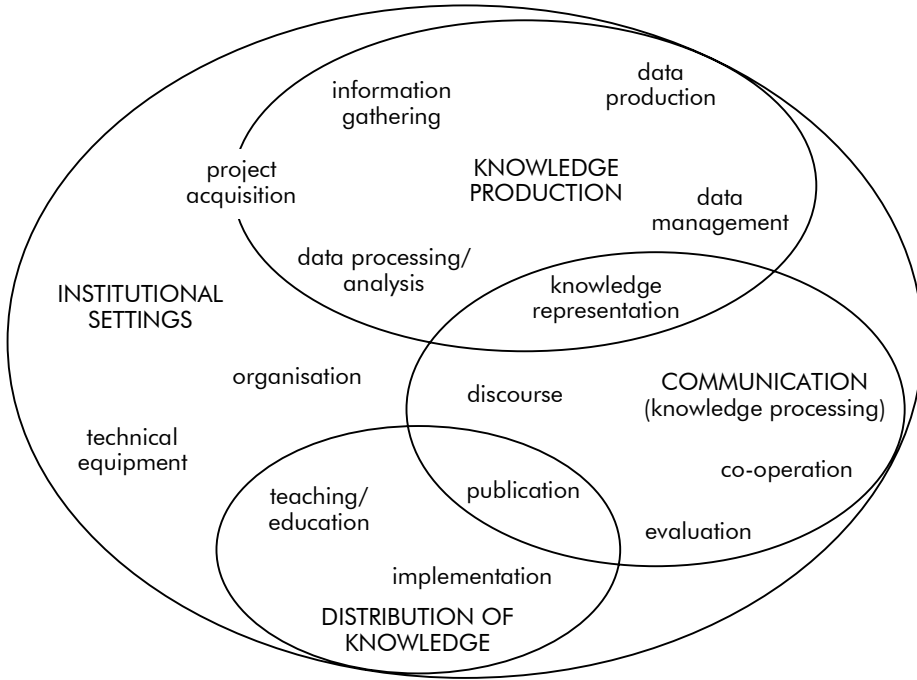 information
gathering
data
production
project
acquisition
KNOWLEDGE
PRODUCTION
data
management
data processing/
analysis
knowledge
representation
INSTITUTIONAL
SETTINGS
organisation
discourse
COMMUNICATION
(knowledge processing)
technical
equipment
co-operation
teaching/
education
publication
evaluation
implementation
DISTRIBUTION OF
KNOWLEDGE